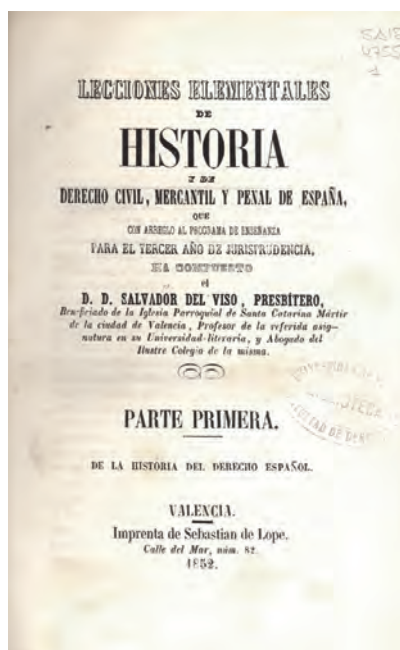 LECCIONES ELEMENTALES
DE
HISTORIA
Y DE
DERECHO CIVIL, MERCANTIL Y PENAL DE ESPAÑA,
QUE
CON ARREGLO AL PROGRAMA DE ENSEÑANZA
PARA EL TERCER AÑO DE JURISPRUDENCIA,
HA COMPUESTO
el
D. D. SALVADOR DEL VISO, PRESBÍTERO,
Beneficiado de la Iglesia Parroquial de Santa Catarina Mártir
de la ciudad de Valencia, Profesor de la referida asig-
natura en su Universidad literaria, y Abogado del
Ilustre Colegio de la misma.
PARTE PRIMERA.
DE LA HISTORIA DEL DERECHO ESPAÑOL.
VALENCIA.
Imprenta de Sebastian de Lope.
Calle del Mar, núm. 82.
1852.